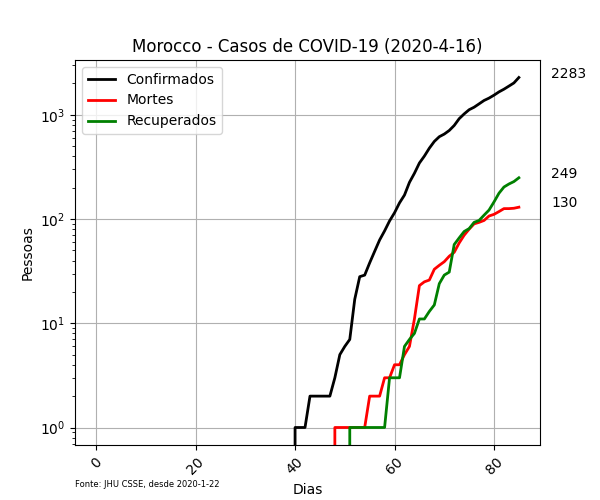 Morocco - Casos de COVID-19 (2020-4-16)
Confirmados
Mortes
Recuperados
2283
249
130
10³
10²
10¹
10⁰
Pessoas
0
20
40
60
80
Dias
Fonte: JHU CSSE, desde 2020-1-22